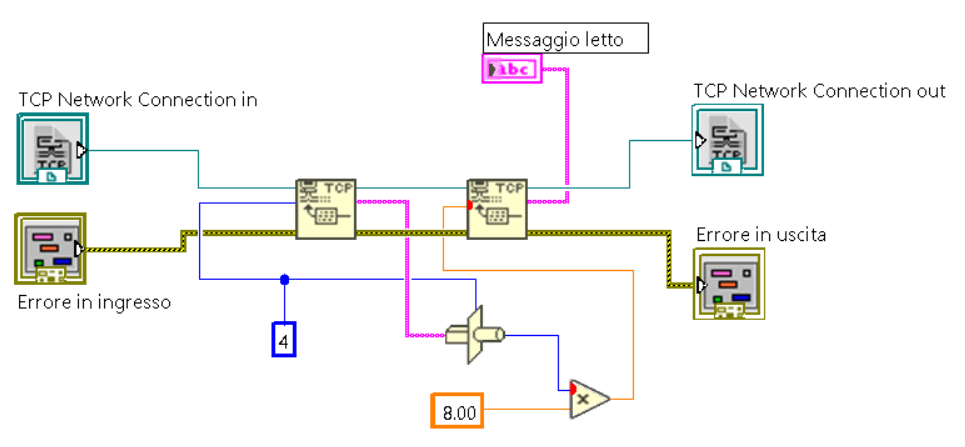 Messaggio letto
abc
TCP Network Connection in
TCP Network Connection out
TCP
TCP
TCP
TCP
Errore in uscita
Errore in ingresso
4
8.00
×